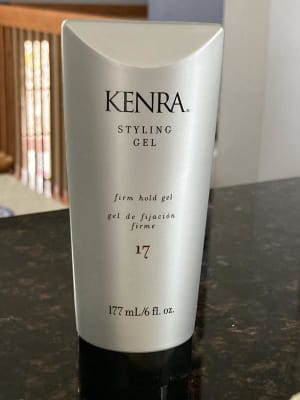 KENRA
STYLING
GEL
firm hold gel
gel de fijación
firme
17
177 mL/6 fl. oz.